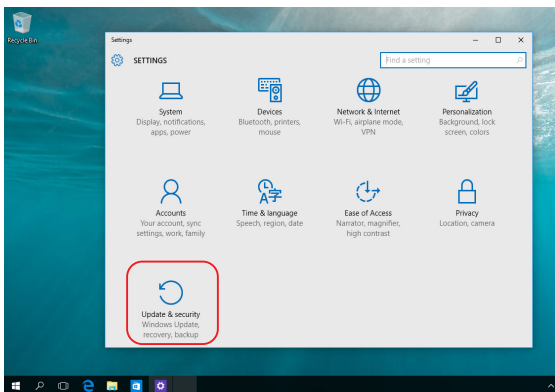 Recycle Bin
Settings
SETTINGS
Find a setting
System
Display, notifications,
apps, power
Devices
Bluetooth, printers,
mouse
Network & Internet
Wi-Fi, airplane mode,
VPN
Personalization
Background, lock
screen, colors
Accounts
Your account, sync
settings, work, family
Time & language
Speech, region, date
Ease of Access
Narrator, magnifier,
high contrast
Privacy
Location, camera
Update & security
Windows Update,
recovery, backup